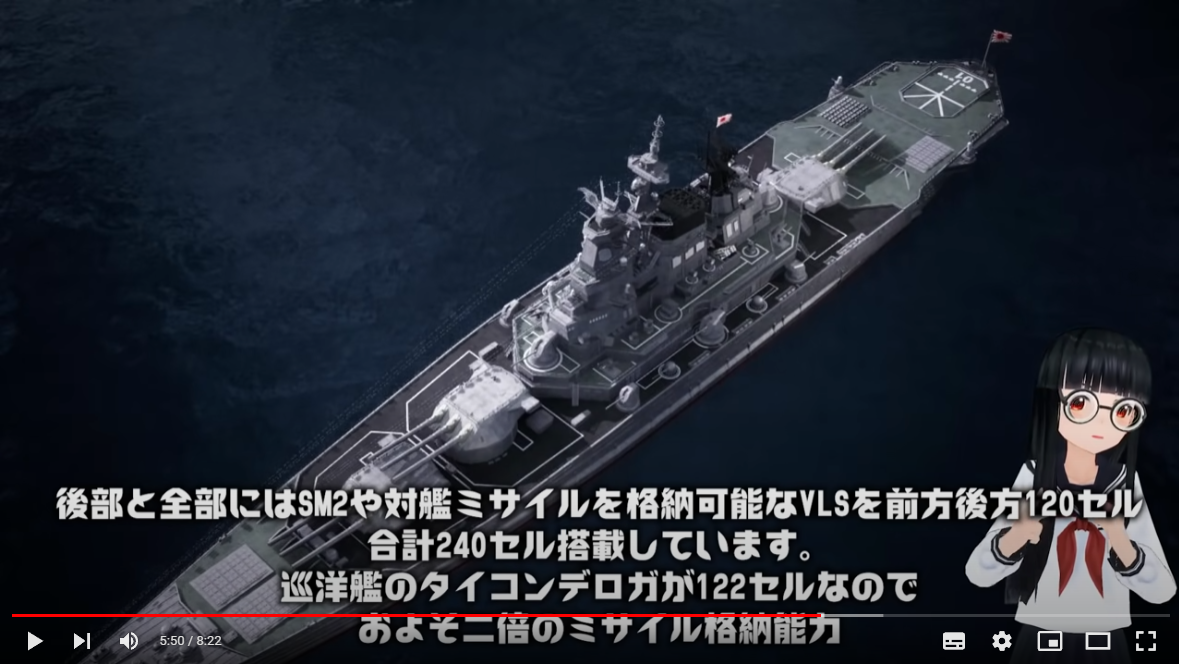 01
後部と全部にはSM2や対艦ミサイルを格納可能なVLSを前方後方120セル
合計240セル搭載しています。
巡洋艦のタイコンデロガが122セルなので
およそ二倍のミサイル格納能力
5:50 / 8:22